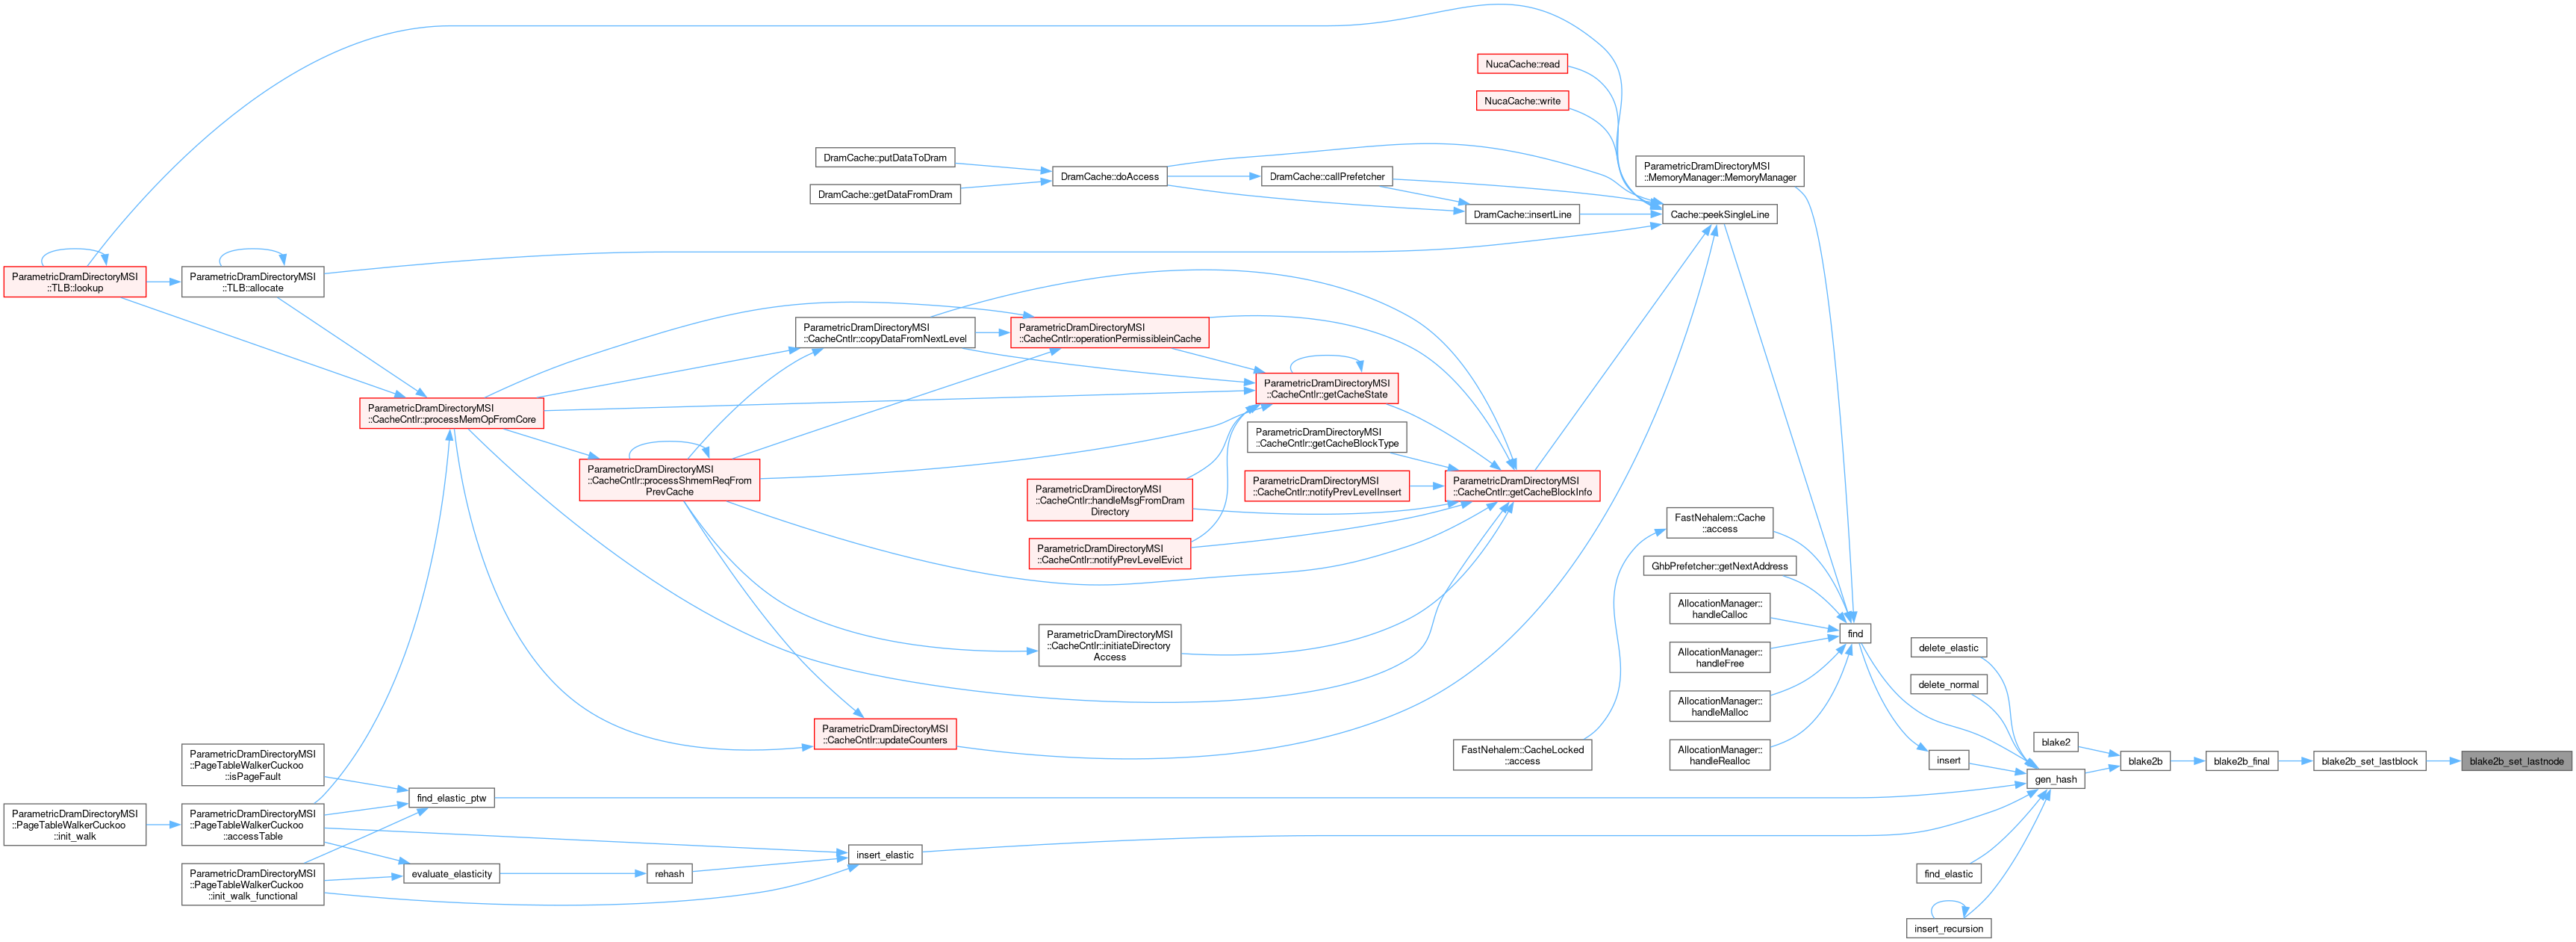 NucaCache::read
NucaCache::write
DramCache::putDataToDram
DramCache::getDataFromDram
DramCache::doAccess
DramCache::callPrefetcher
DramCache::insertLine
ParametricDramDirectoryMSI
::MemoryManager::MemoryManager
Cache::peekSingleLine
ParametricDramDirectoryMSI
::TLB::lookup
ParametricDramDirectoryMSI
::TLB::allocate
ParametricDramDirectoryMSI
::CacheCntlr::copyDataFromNextLevel
ParametricDramDirectoryMSI
::CacheCntlr::operationPermissibleinCache
ParametricDramDirectoryMSI
::CacheCntlr::getCacheState
ParametricDramDirectoryMSI
::CacheCntlr::processMemOpFromCore
ParametricDramDirectoryMSI
::CacheCntlr::getCacheBlockType
ParametricDramDirectoryMSI
::CacheCntlr::processShmemReqFrom
PrevCache
ParametricDramDirectoryMSI
::CacheCntlr::handleMsgFromDram
Directory
ParametricDramDirectoryMSI
::CacheCntlr::notifyPrevLevelInsert
ParametricDramDirectoryMSI
::CacheCntlr::getCacheBlockInfo
ParametricDramDirectoryMSI
::CacheCntlr::notifyPrevLevelEvict
FastNehalem::Cache
::access
GhbPrefetcher::getNextAddress
AllocationManager::
handleCalloc
AllocationManager::
handleFree
AllocationManager::
handleMalloc
AllocationManager::
handleRealloc
find
ParametricDramDirectoryMSI
::CacheCntlr::initiateDirectory
Access
ParametricDramDirectoryMSI
::CacheCntlr::updateCounters
FastNehalem::CacheLocked
::access
delete_elastic
delete_normal
blake2
insert
gen_hash
blake2b
blake2b_final
blake2b_set_lastblock
blake2b_set_lastnode
ParametricDramDirectoryMSI
::PageTableWalkerCuckoo
::isPageFault
find_elastic_ptw
ParametricDramDirectoryMSI
::PageTableWalkerCuckoo
::init_walk
ParametricDramDirectoryMSI
::PageTableWalkerCuckoo
::accessTable
ParametricDramDirectoryMSI
::PageTableWalkerCuckoo
::init_walk_functional
evaluate_elasticity
rehash
insert_elastic
find_elastic
insert_recursion